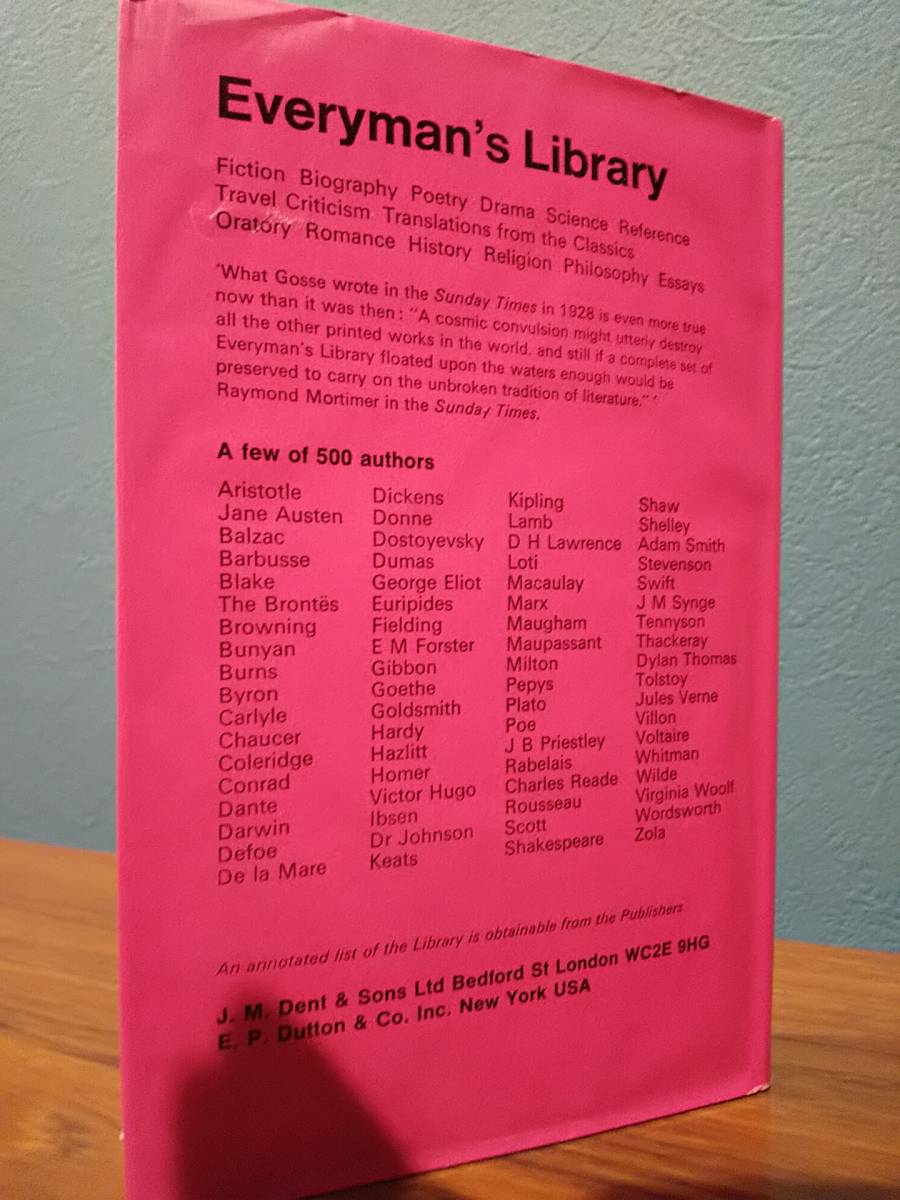 Everyman's Library
Fiction Biography Poetry Drama Science Reference
Travel Criticism Translations from the Classics
Oratory Romance History Religion Philosophy Essays
'What Gosse wrote in the Sunday Times in 1928 is even more true
now than it was then: "A cosmic convulsion might utterly destroy
all the other printed works in the world, and still if a complete set of
Everyman's Library floated upon the waters enough would be
preserved to carry on the unbroken tradition of literature." '
Raymond Mortimer in the Sunday Times.
A few of 500 authors
Aristotle
Jane Austen
Balzac
Barbusse
Blake
The Brontës
Browning
Bunyan
Burns
Byron
Carlyle
Chaucer
Coleridge
Conrad
Dante
Darwin
Defoe
De la Mare
Dickens
Donne
Dostoyevsky
Dumas
George Eliot
Euripides
Fielding
E M Forster
Gibbon
Goethe
Goldsmith
Hardy
Hazlitt
Homer
Victor Hugo
Ibsen
Dr Johnson
Keats
Kipling
Lamb
D H Lawrence
Loti
Macaulay
Marx
Maugham
Maupassant
Milton
Pepys
Plato
Poe
J B Priestley
Rabelais
Charles Reade
Rousseau
Scott
Shakespeare
Shaw
Shelley
Adam Smith
Stevenson
Swift
J M Synge
Tennyson
Thackeray
Dylan Thomas
Tolstoy
Jules Verne
Villon
Voltaire
Whitman
Wilde
Virginia Woolf
Wordsworth
Zola
An annotated list of the Library is obtainable from the Publishers
J. M. Dent & Sons Ltd Bedford St London WC2E 9HG
E. P. Dutton & Co. Inc. New York USA